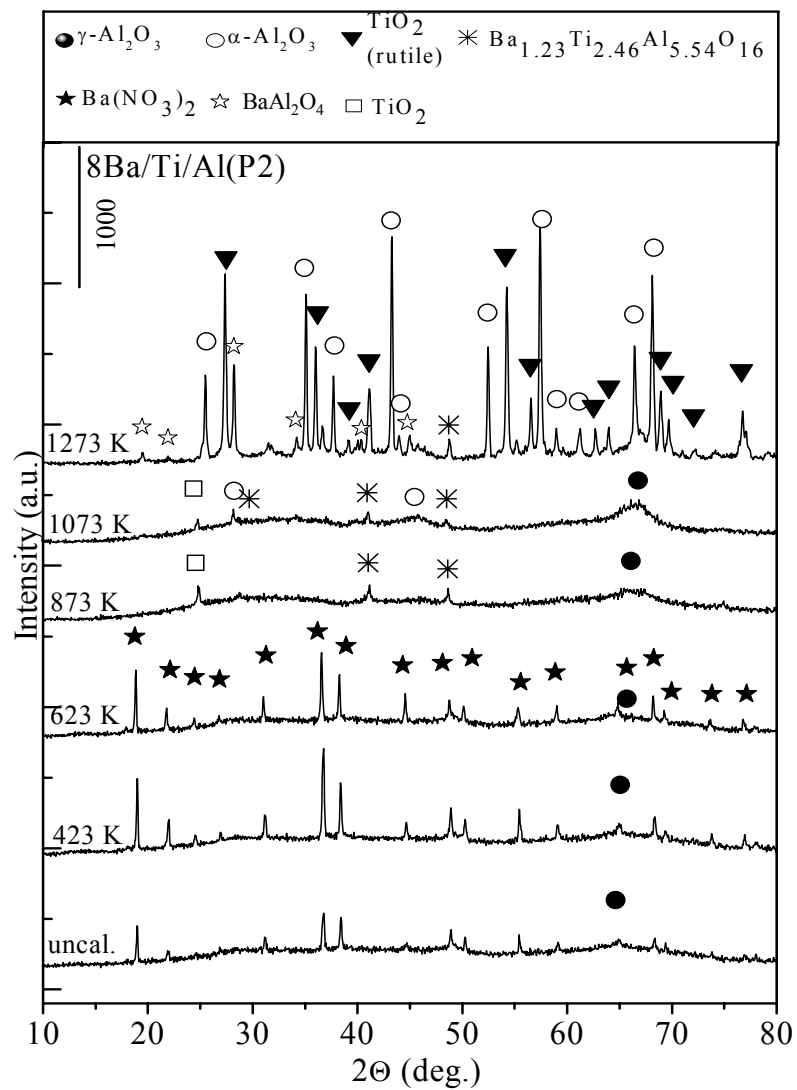 ● γ-Al₂O₃ ○ α-Al₂O₃ ▼ TiO₂ (rutile) ✳ Ba₁.₂₃Ti₂.₄₆Al₅.₅₄O₁₆
★ Ba(NO₃)₂ ☆ BaAl₂O₄ □ TiO₂
8Ba/Ti/Al(P2)
1000
Intensity (a.u.)
1273 K
1073 K
873 K
623 K
423 K
uncal.
10 20 30 40 50 60 70 80
2Θ (deg.)